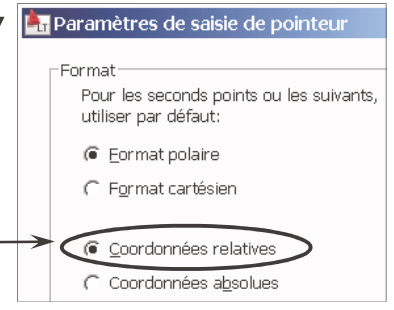 LT Paramètres de saisie de pointeur
Format
Pour les seconds points ou les suivants,
utiliser par défaut:
Format polaire
Format cartésien
Coordonnées relatives
Coordonnées absolues